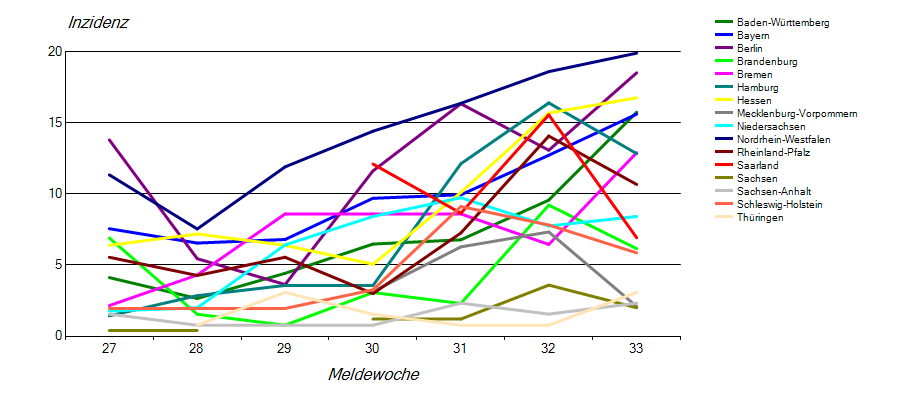 Inzidenz
20
15
10
5
0
27 28 29 30 31 32 33
Meldewoche
Baden-Württemberg
Bayern
Berlin
Brandenburg
Bremen
Hamburg
Hessen
Mecklenburg-Vorpommern
Niedersachsen
Nordrhein-Westfalen
Rheinland-Pfalz
Saarland
Sachsen
Sachsen-Anhalt
Schleswig-Holstein
Thüringen